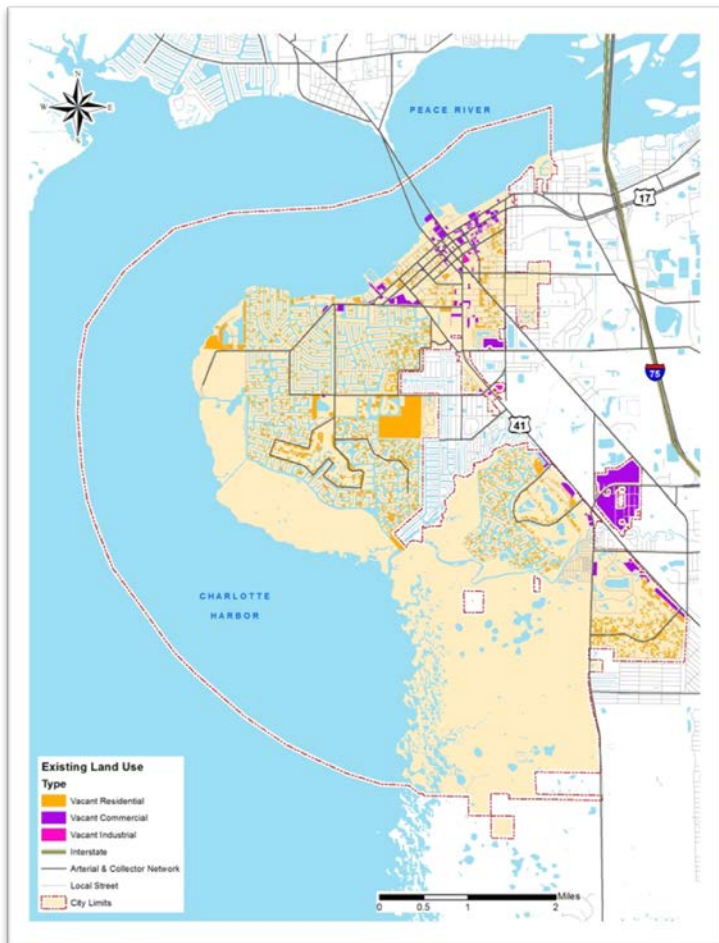 N
W E
S
PEACE RIVER
17
75
41
CHARLOTTE
HARBOR
Existing Land Use
Type
Vacant Residential
Vacant Commercial
Vacant Industrial
Interstate
Arterial & Collector Network
Local Street
City Limits
Miles
0 0.5 1 2